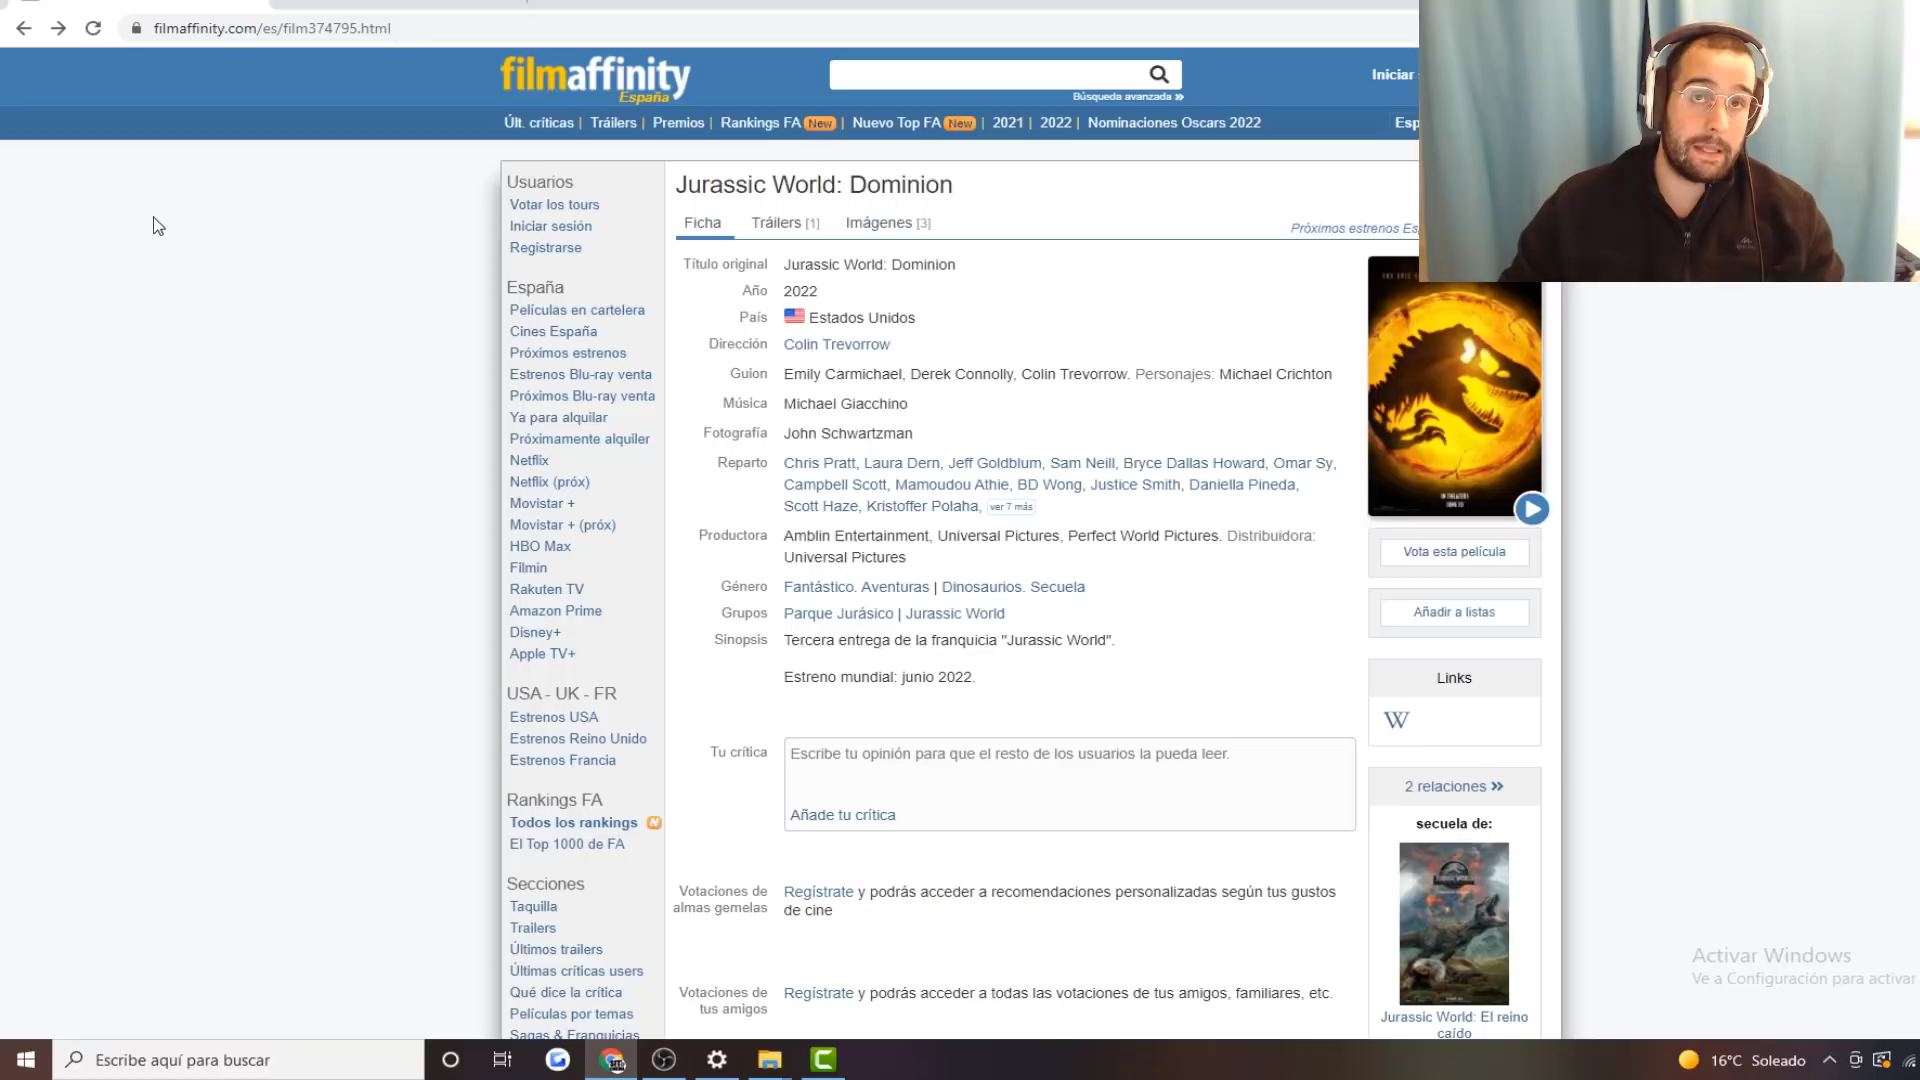 filmaffinity.com/es/film374795.html
filmaffinity
España
Búsqueda avanzada
Iniciar
Últ. críticas | Tráilers | Premios | Rankings FA New | Nuevo Top FA New | 2021 | 2022 | Nominaciones Oscars 2022
Esp
Usuarios
Votar los tours
Iniciar sesión
Registrarse
España
Películas en cartelera
Cines España
Próximos estrenos
Estrenos Blu-ray venta
Próximos Blu-ray venta
Ya para alquilar
Próximamente alquiler
Netflix
Netflix (próx)
Movistar +
Movistar + (próx)
HBO Max
Filmin
Rakuten TV
Amazon Prime
Disney+
Apple TV+
USA - UK - FR
Estrenos USA
Estrenos Reino Unido
Estrenos Francia
Rankings FA
Todos los rankings N
El Top 1000 de FA
Secciones
Taquilla
Trailers
Últimos trailers
Últimas críticas users
Qué dice la crítica
Películas por temas
Sagas & Franquicias
Jurassic World: Dominion
Ficha Tráilers [1] Imágenes [3]
Próximos estrenos Es
Título original Jurassic World: Dominion
Año 2022
País Estados Unidos
Dirección Colin Trevorrow
Guion Emily Carmichael, Derek Connolly, Colin Trevorrow. Personajes: Michael Crichton
Música Michael Giacchino
Fotografía John Schwartzman
Reparto Chris Pratt, Laura Dern, Jeff Goldblum, Sam Neill, Bryce Dallas Howard, Omar Sy,
Campbell Scott, Mamoudou Athie, BD Wong, Justice Smith, Daniella Pineda,
Scott Haze, Kristoffer Polaha, ver 7 más
Productora Amblin Entertainment, Universal Pictures, Perfect World Pictures. Distribuidora:
Universal Pictures
Género Fantástico. Aventuras | Dinosaurios. Secuela
Grupos Parque Jurásico | Jurassic World
Sinopsis Tercera entrega de la franquicia "Jurassic World".
Estreno mundial: junio 2022.
Tu crítica Escribe tu opinión para que el resto de los usuarios la pueda leer.
Añade tu crítica
Votaciones de almas gemelas
Regístrate y podrás acceder a recomendaciones personalizadas según tus gustos
de cine
Votaciones de tus amigos
Regístrate y podrás acceder a todas las votaciones de tus amigos, familiares, etc.
Vota esta película
Añadir a listas
Links
W
2 relaciones
secuela de:
Jurassic World: El reino
caído
Activar Windows
Ve a Configuración para activar
Escribe aquí para buscar
16°C Soleado